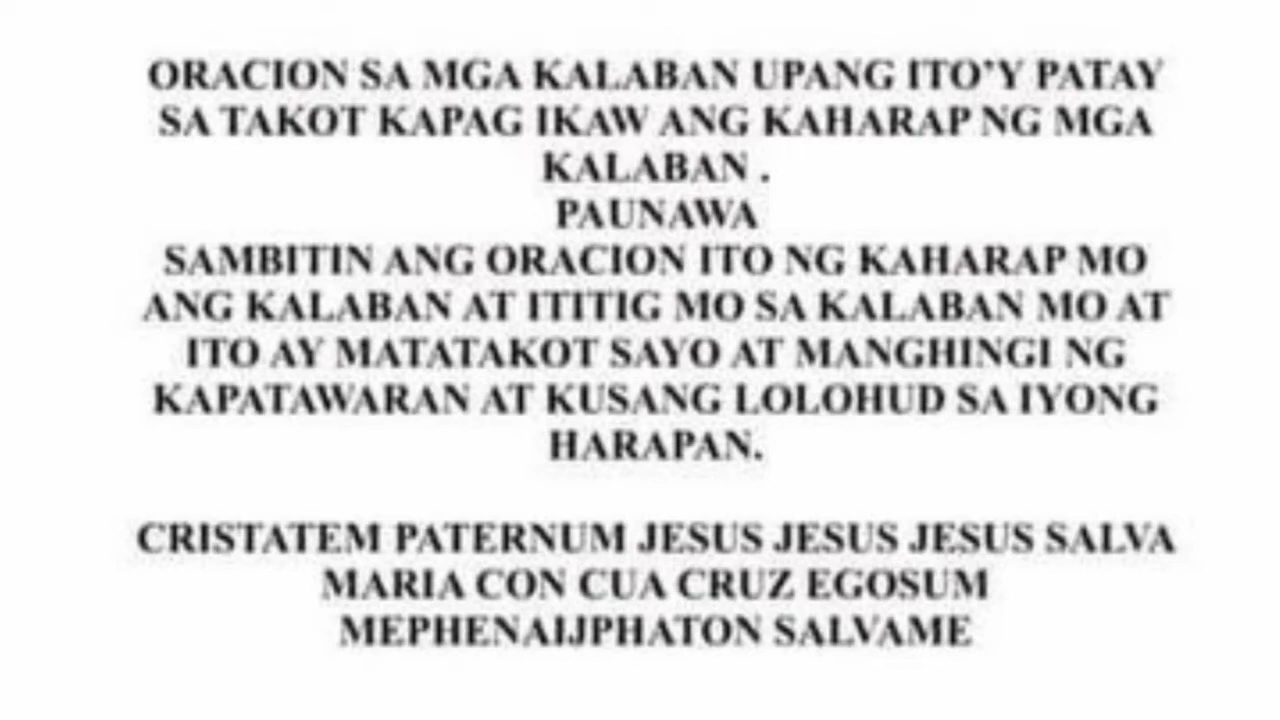 ORACION SA MGA KALABAN UPANG ITO'Y PATAY
SA TAKOT KAPAG IKAW ANG KAHARAP NG MGA
KALABAN .
PAUNAWA
SAMBITIN ANG ORACION ITO NG KAHARAP MO
ANG KALABAN AT ITITIG MO SA KALABAN MO AT
ITO AY MATATAKOT SAYO AT MANGHINGI NG
KAPATAWARAN AT KUSANG LOLOHUD SA IYONG
HARAPAN.
CRISTATEM PATERNUM JESUS JESUS JESUS SALVA
MARIA CON CUA CRUZ EGOSUM
MEPHENAIJPHATON SALVAME